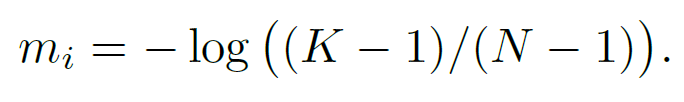 m_i = − log ((K − 1)/(N − 1)).